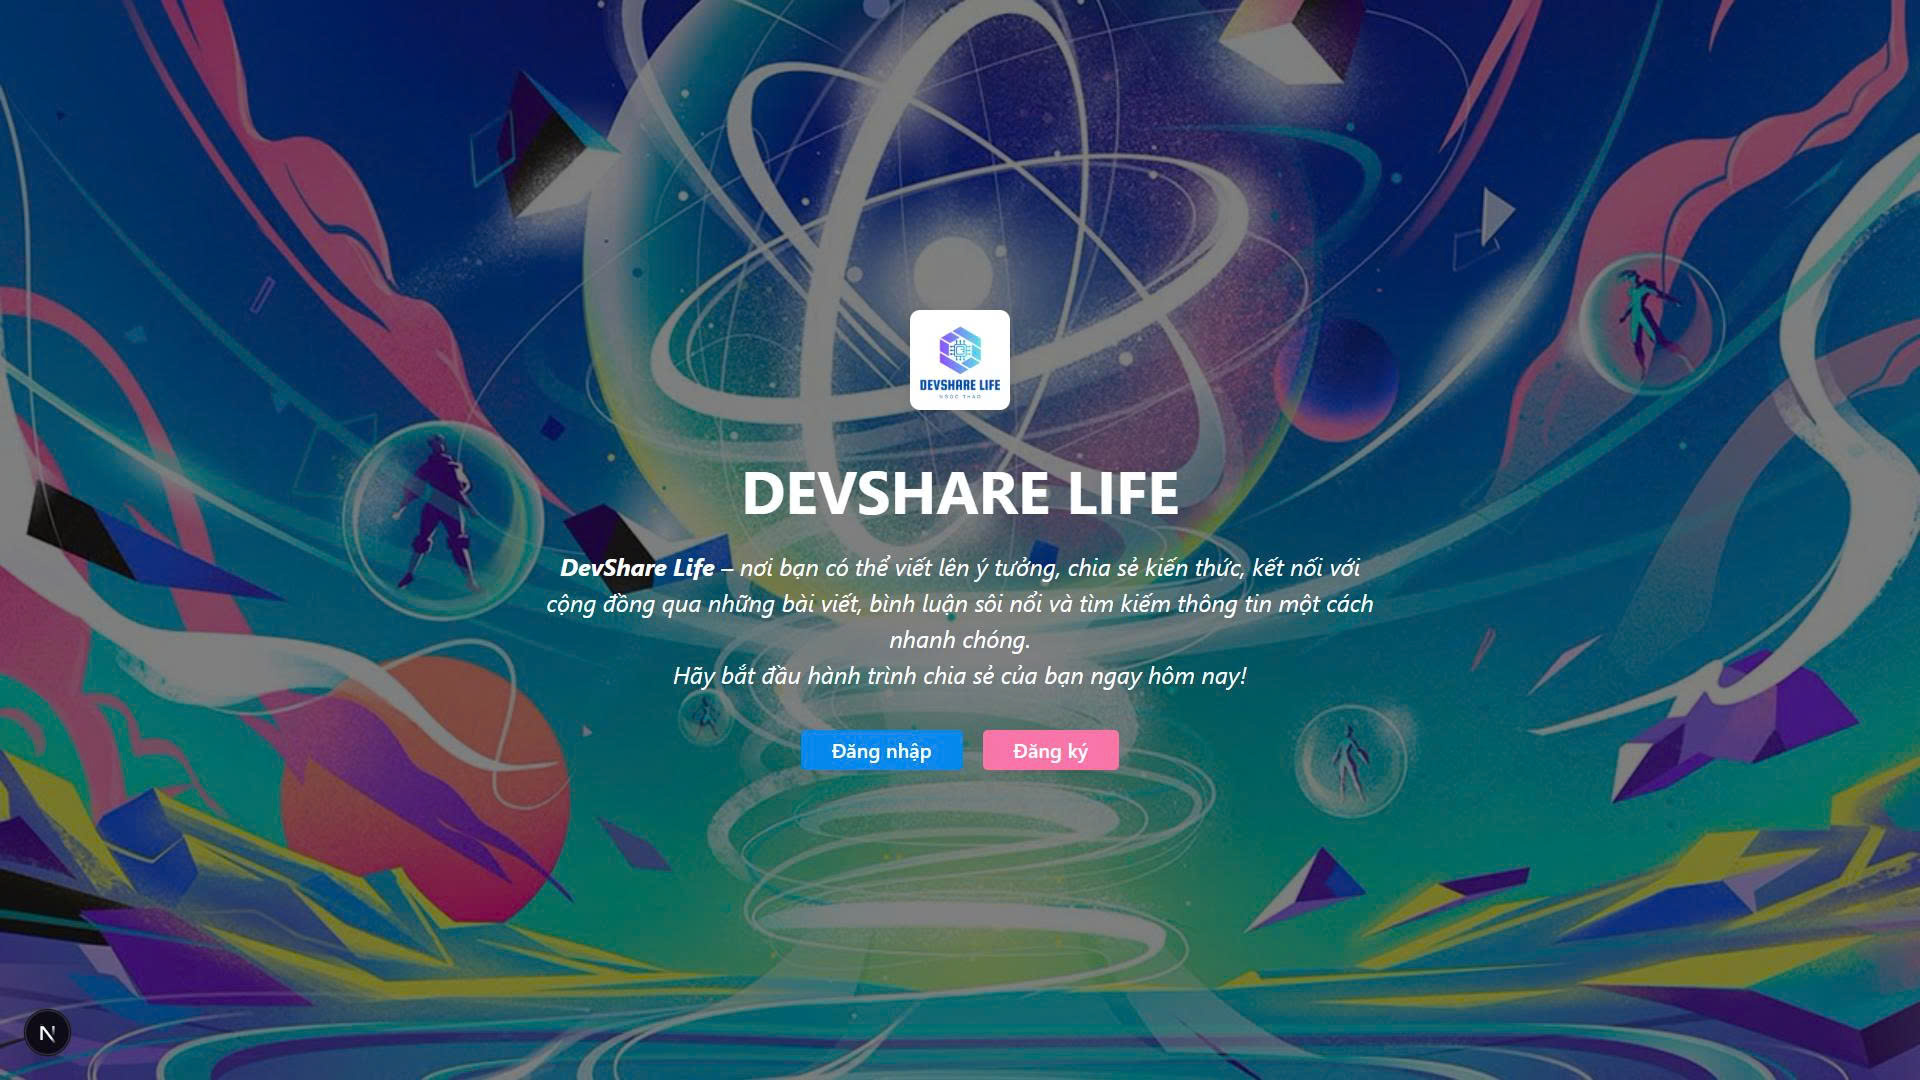 DEVSHARE LIFE
NGOC THAO
DEVSHARE LIFE
DevShare Life – nơi bạn có thể viết lên ý tưởng, chia sẻ kiến thức, kết nối với
cộng đồng qua những bài viết, bình luận sôi nổi và tìm kiếm thông tin một cách
nhanh chóng.
Hãy bắt đầu hành trình chia sẻ của bạn ngay hôm nay!
Đăng nhập Đăng ký
N